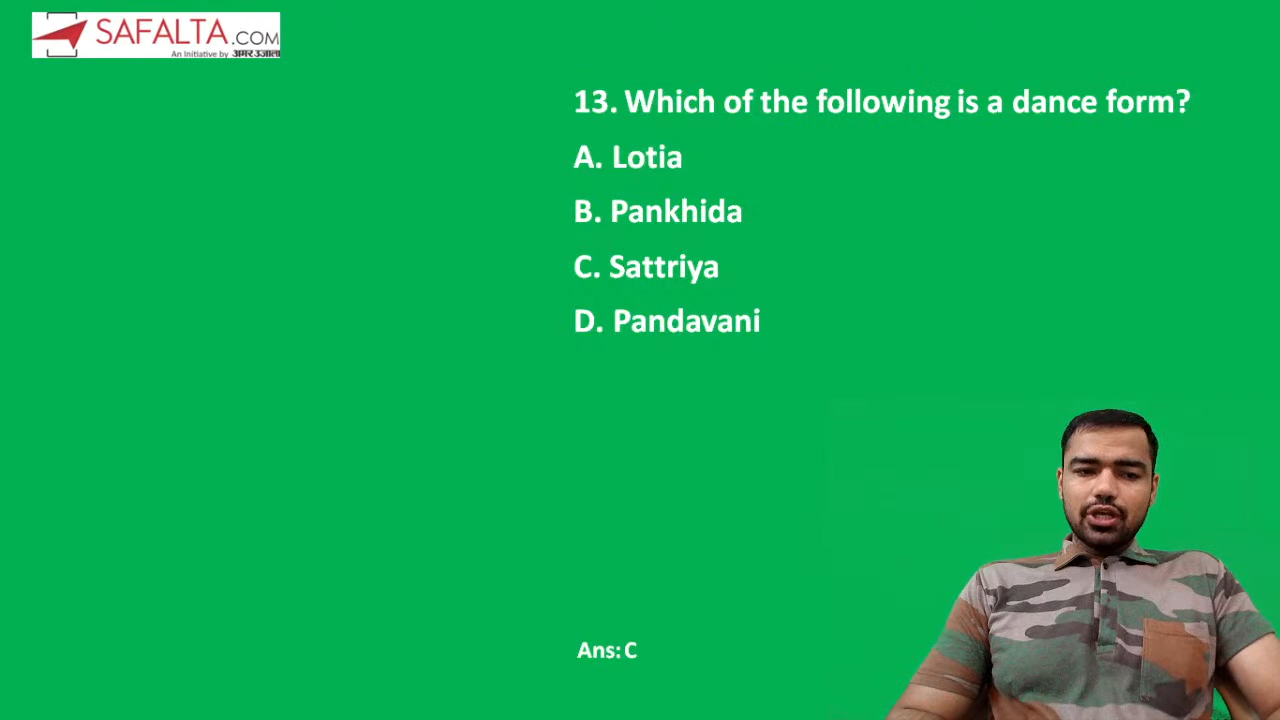 SAFALTA.COM
An Initiative by अमर उजाला
13. Which of the following is a dance form?
A. Lotia
B. Pankhida
C. Sattriya
D. Pandavani
Ans: C